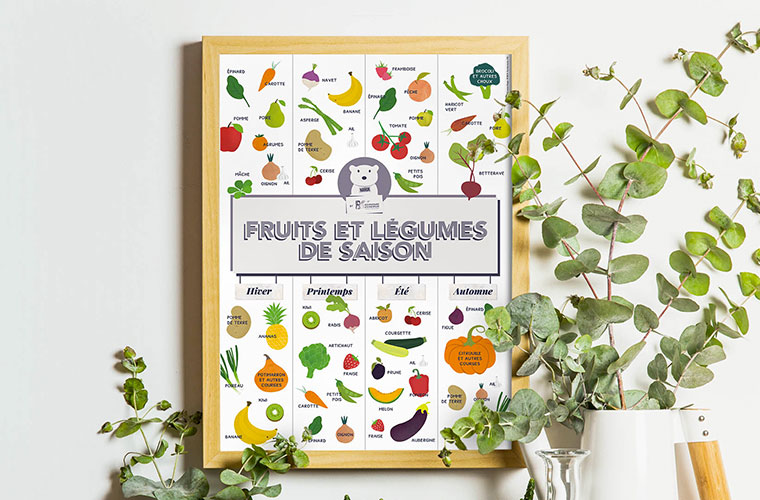 ÉPINARD
CAROTTE
POMME
POIRE
AGRUMES
MÂCHE
OIGNON
AIL
NAVET
BANANE
ASPERGE
AIL
POMME
DE TERRE
CERISE
FRAMBOISE
PÊCHE
ÉPINARD
POMME
TOMATE
OIGNON
PETITS
POIS
BROCOLI
ET AUTRES
CHOUX
HARICOT
VERT
CAROTTE
POIRE
BETTERAVE
FRUITS ET LÉGUMES
DE SAISON
Hiver
Printemps
Été
Automne
POMME
DE TERRE
ANANAS
POTIMARRON
ET AUTRES
COURGES
POIREAU
KIWI
BANANE
KIWI
RADIS
ARTICHAUT
FRAISE
PETITS
POIS
CAROTTE
ÉPINARD
OIGNON
ABRICOT
CERISE
COURGETTE
AIL
PRUNE
MELON
FRAISE
AUBERGINE
FIGUE
ÉPINARD
CITROUILLE
ET AUTRES
COURGES
AIL
POMME
DE TERRE
OIGNON